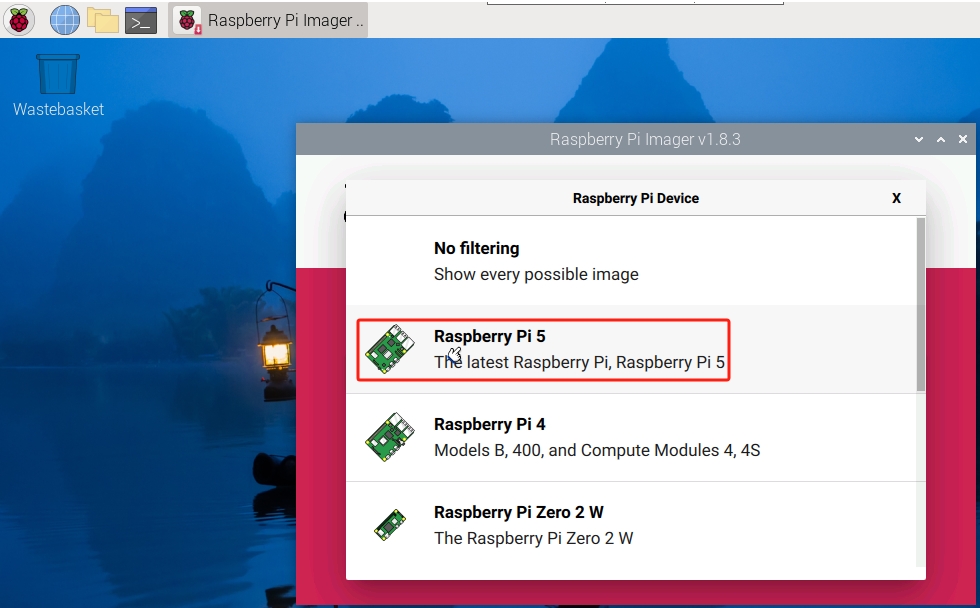 Raspberry Pi Imager ..
Wastebasket
Raspberry Pi Imager v1.8.3
Raspberry Pi Device
X
No filtering
Show every possible image
Raspberry Pi 5
The latest Raspberry Pi, Raspberry Pi 5
Raspberry Pi 4
Models B, 400, and Compute Modules 4, 4S
Raspberry Pi Zero 2 W
The Raspberry Pi Zero 2 W